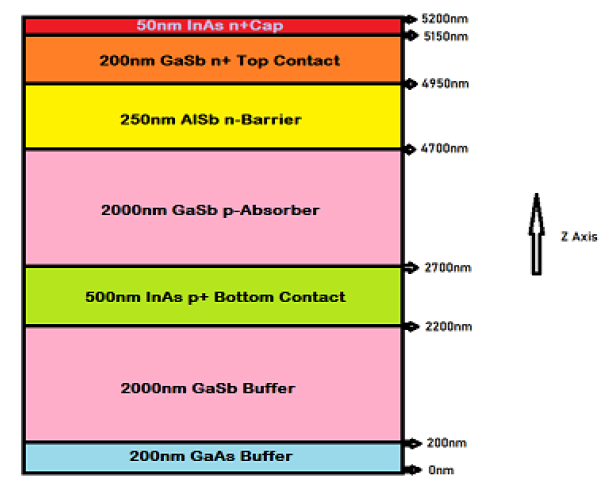 50nm InAs n+Cap
5200nm
5150nm
200nm GaSb n+ Top Contact
4950nm
250nm AlSb n-Barrier
4700nm
2000nm GaSb p-Absorber
Z Axis
2700nm
500nm InAs p+ Bottom Contact
2200nm
2000nm GaSb Buffer
200nm
200nm GaAs Buffer
0nm